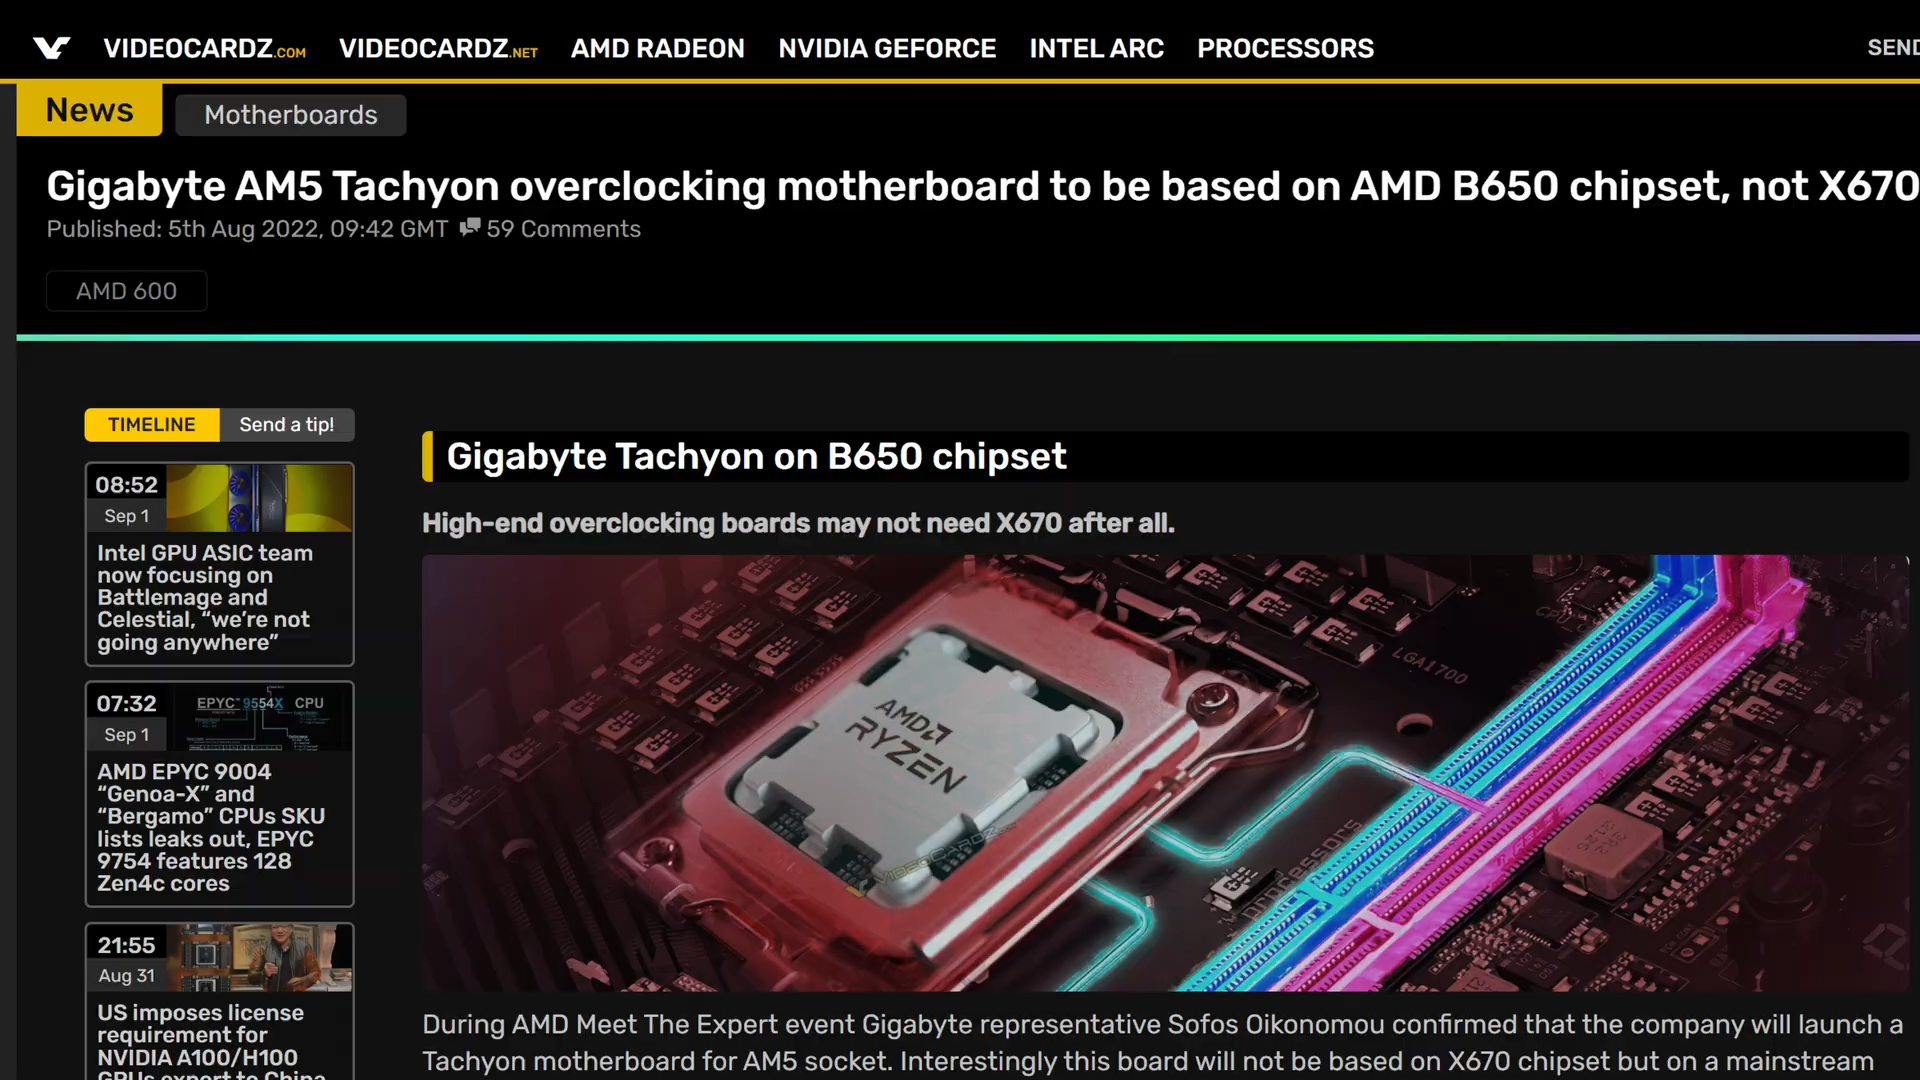 VIDEOCARDZ.COM VIDEOCARDZ.NET AMD RADEON NVIDIA GEFORCE INTEL ARC PROCESSORS SEND
News Motherboards
Gigabyte AM5 Tachyon overclocking motherboard to be based on AMD B650 chipset, not X670
Published: 5th Aug 2022, 09:42 GMT 59 Comments
AMD 600
TIMELINE Send a tip!
08:52
Sep 1
Intel GPU ASIC team
now focusing on
Battlemage and
Celestial, “we’re not
going anywhere”
07:32
Sep 1
EPYC 9554X CPU
AMD EPYC 9004
“Genoa-X” and
“Bergamo” CPUs SKU
lists leaks out, EPYC
9754 features 128
Zen4c cores
21:55
Aug 31
US imposes license
requirement for
NVIDIA A100/H100
GPUs export to China
Gigabyte Tachyon on B650 chipset
High-end overclocking boards may not need X670 after all.
LGA1700
AMD
RYZEN
VIDEOCARDZ
Processors
During AMD Meet The Expert event Gigabyte representative Sofos Oikonomou confirmed that the company will launch a
Tachyon motherboard for AM5 socket. Interestingly this board will not be based on X670 chipset but on a mainstream